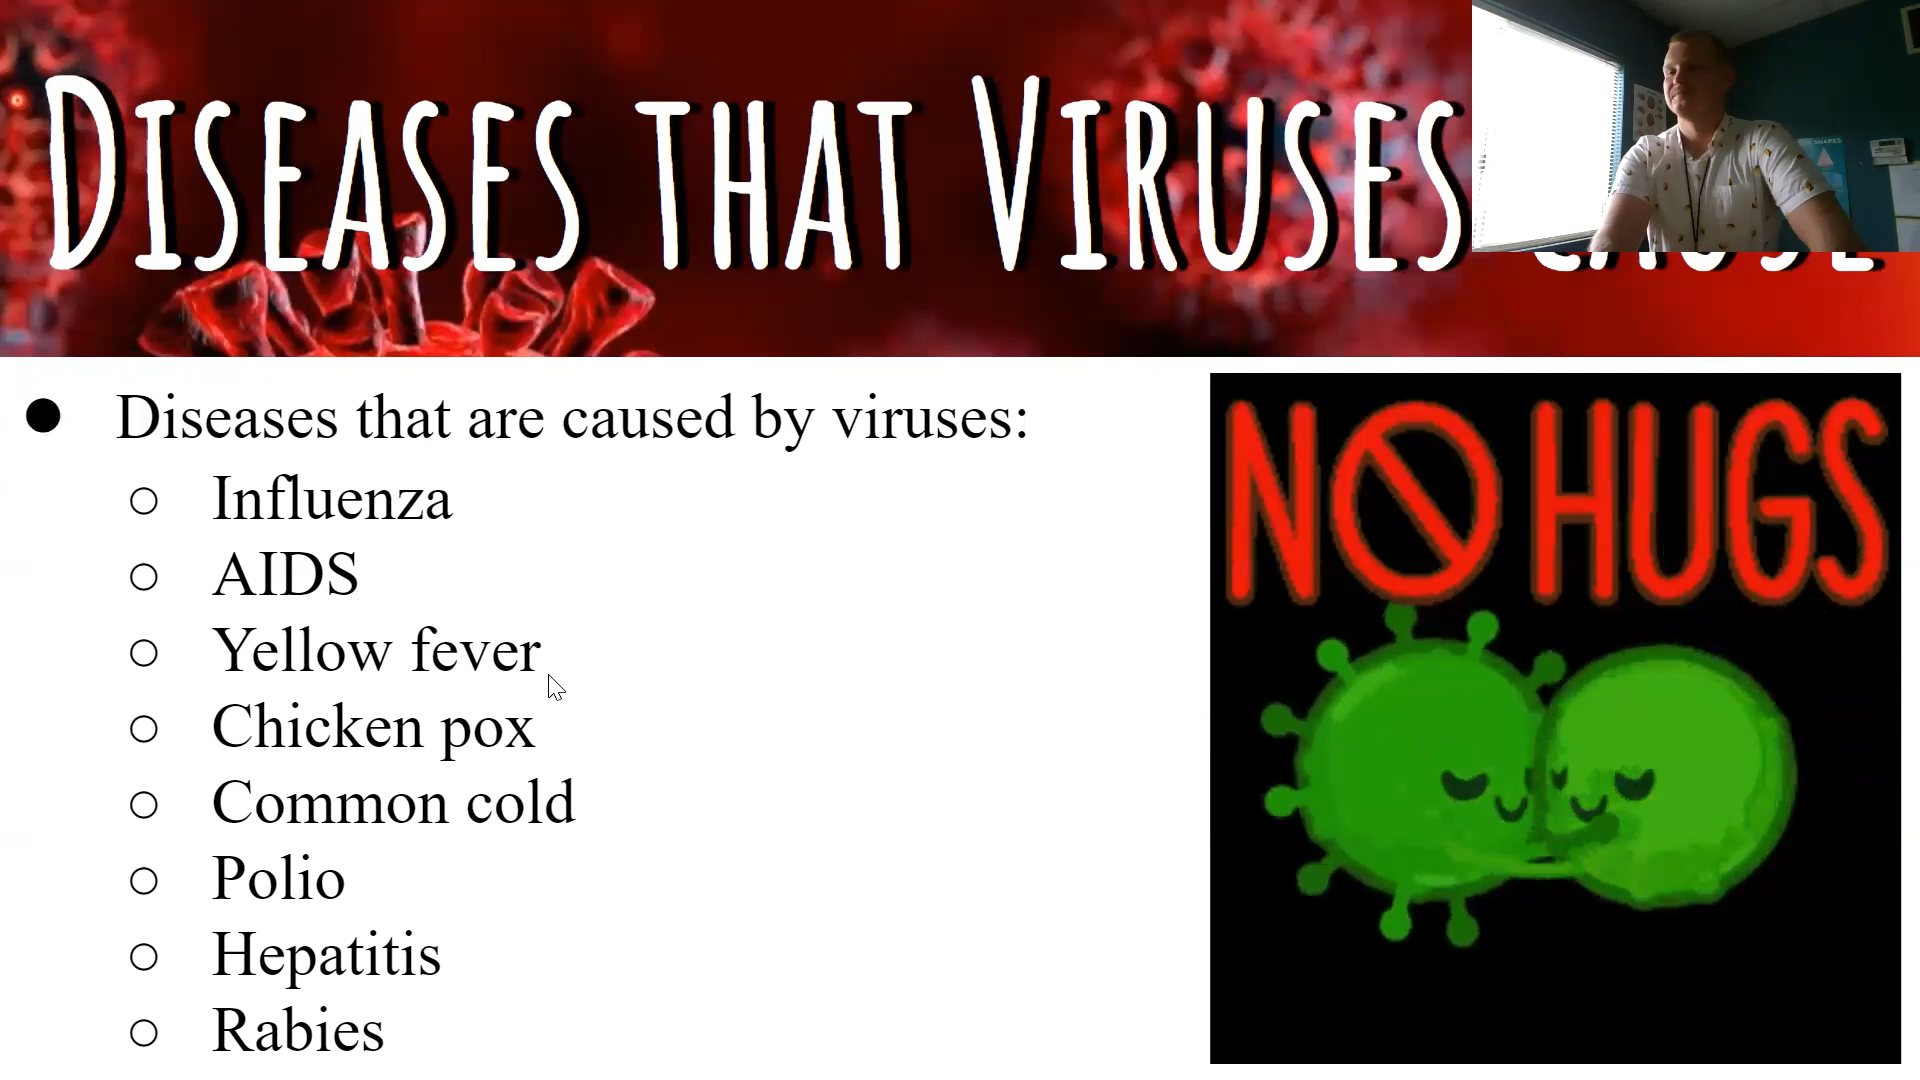 Diseases that Viruses
Diseases that are caused by viruses:
Influenza
AIDS
Yellow fever
Chicken pox
Common cold
Polio
Hepatitis
Rabies
NO HUGS
SHAPES